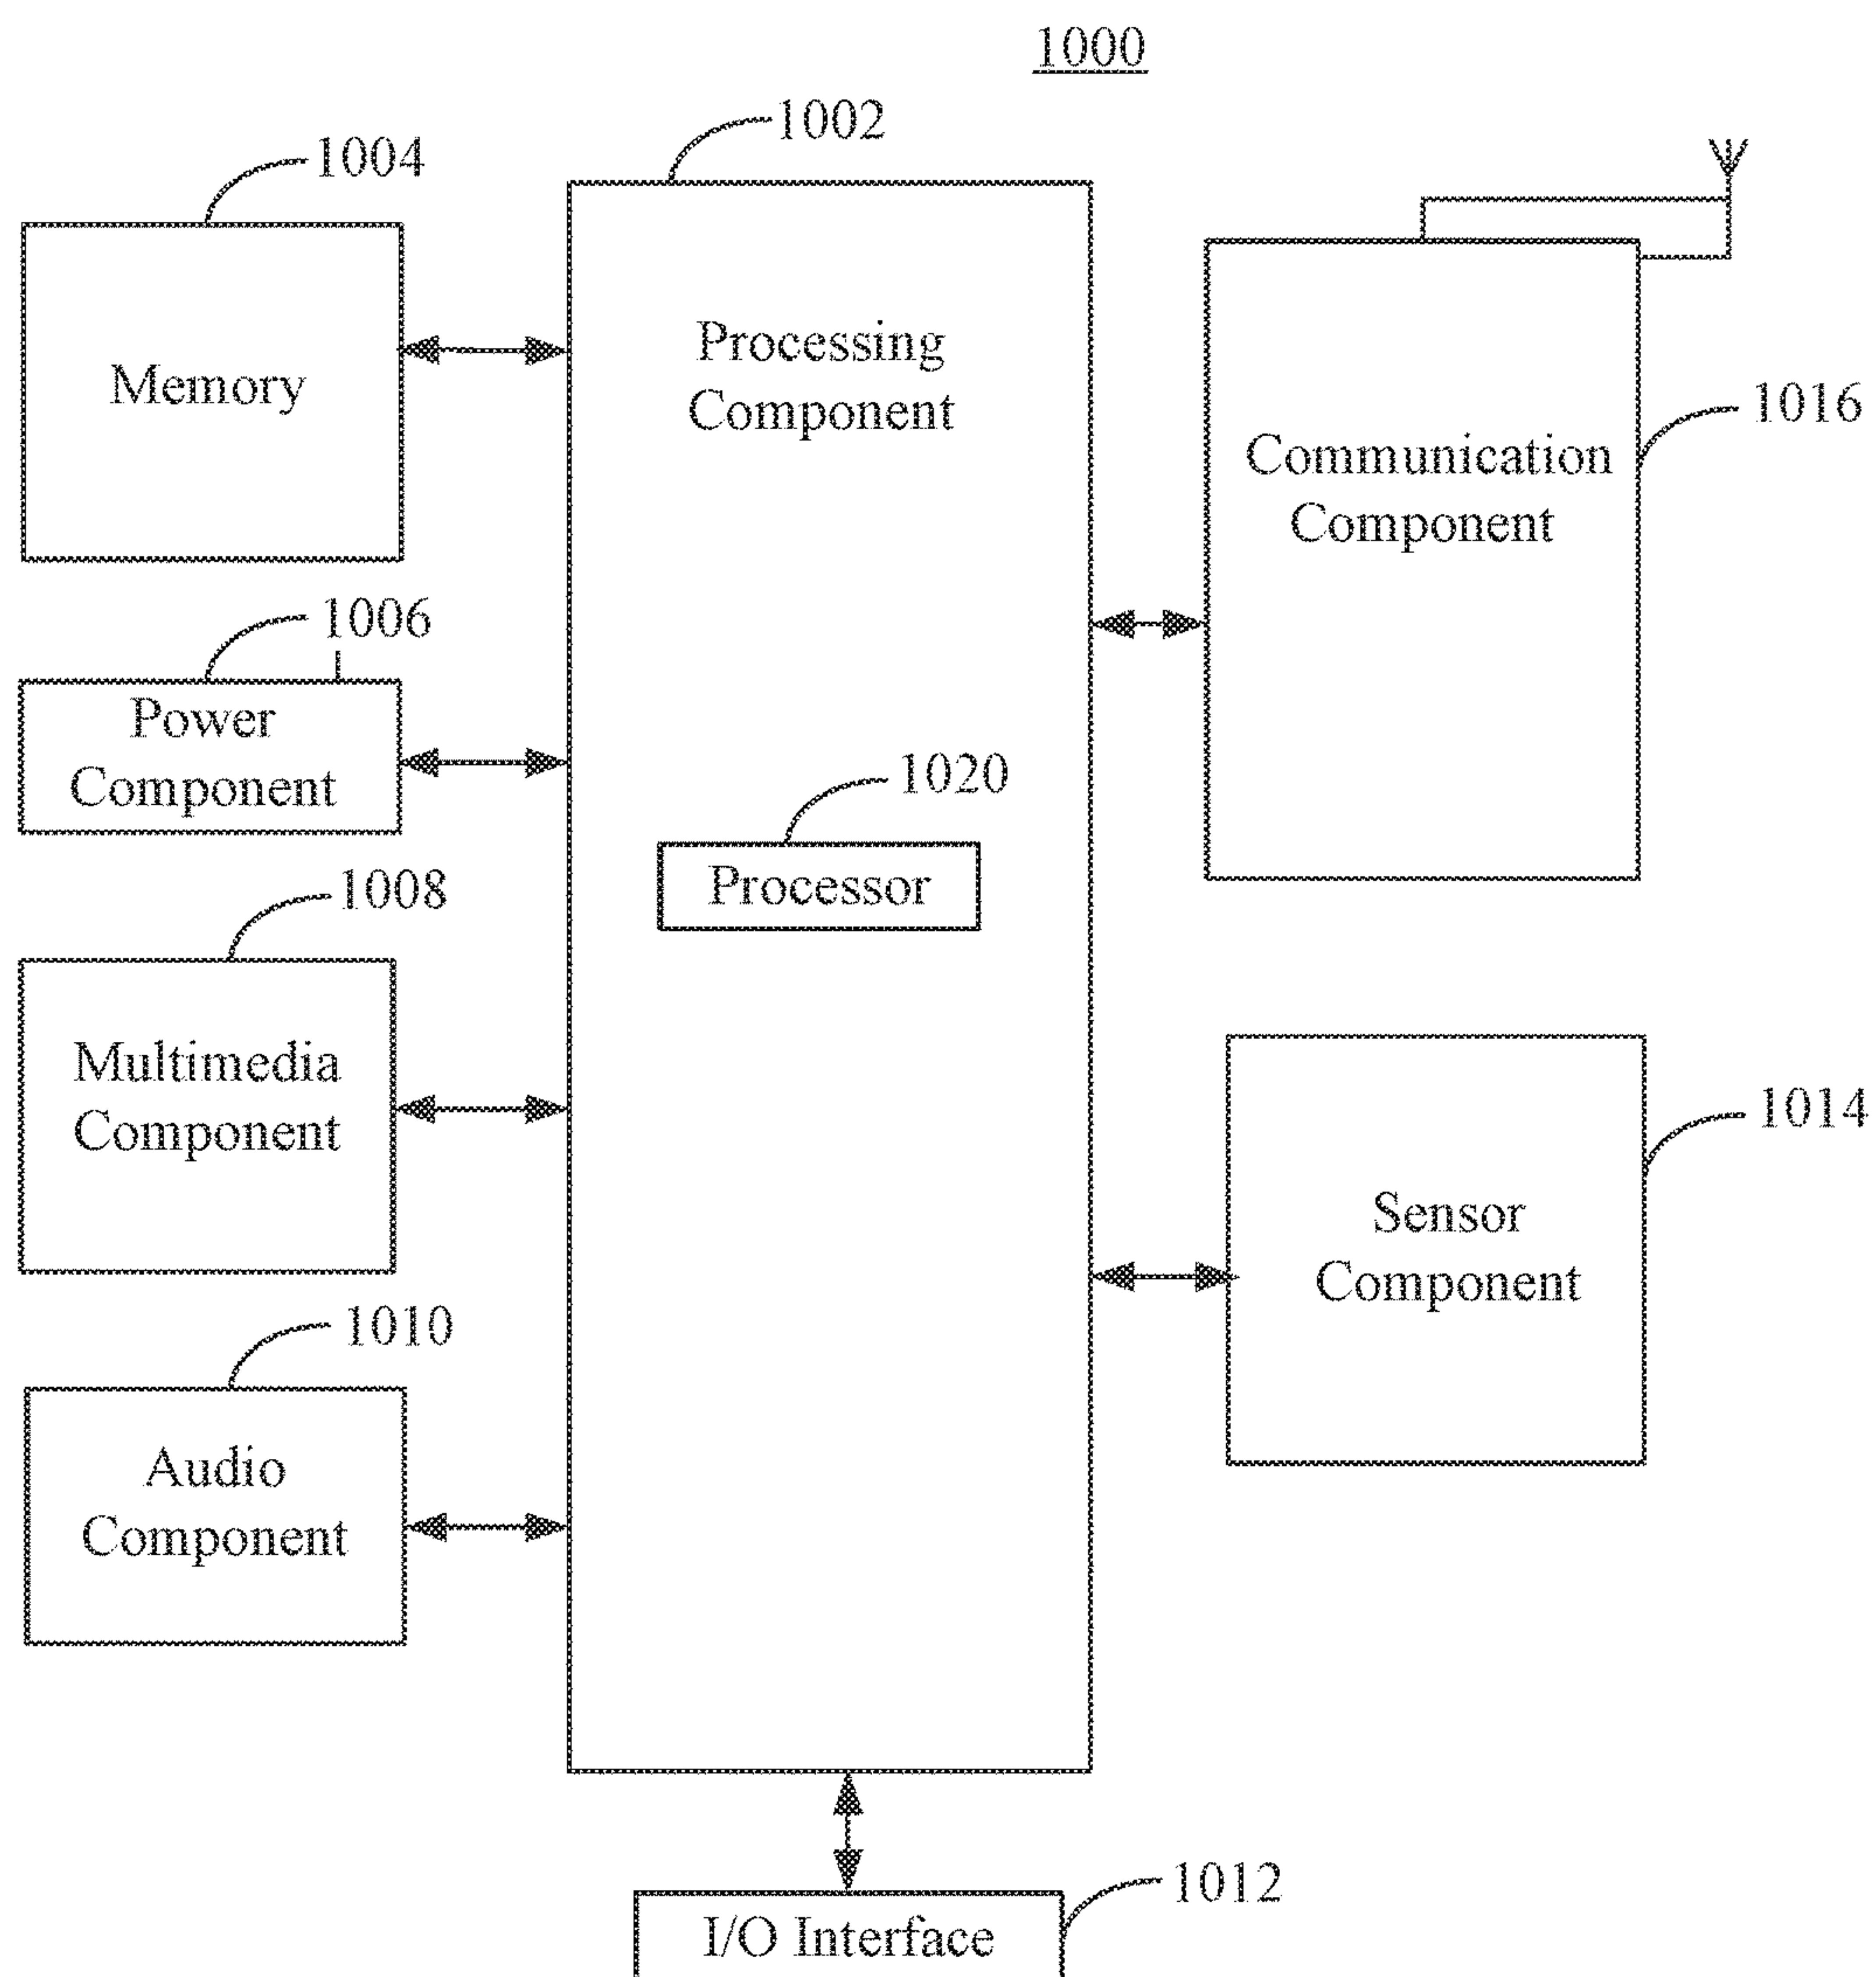 1000
1002
1004
Memory
Processing
Component
Communication
Component
1016
1006
Power
Component
1020
Processor
1008
Multimedia
Component
1014
Sensor
Component
1010
Audio
Component
1012
I/O Interface